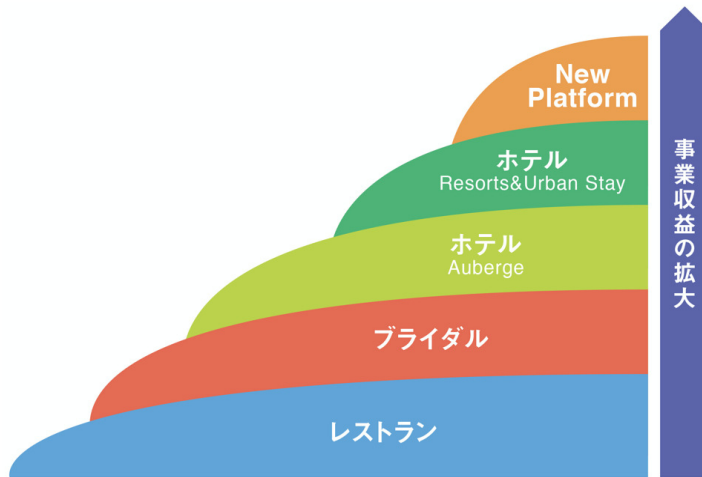 New
Platform
ホテル
Resorts&Urban Stay
ホテル
Auberge
ブライダル
レストラン
事業収益の拡大